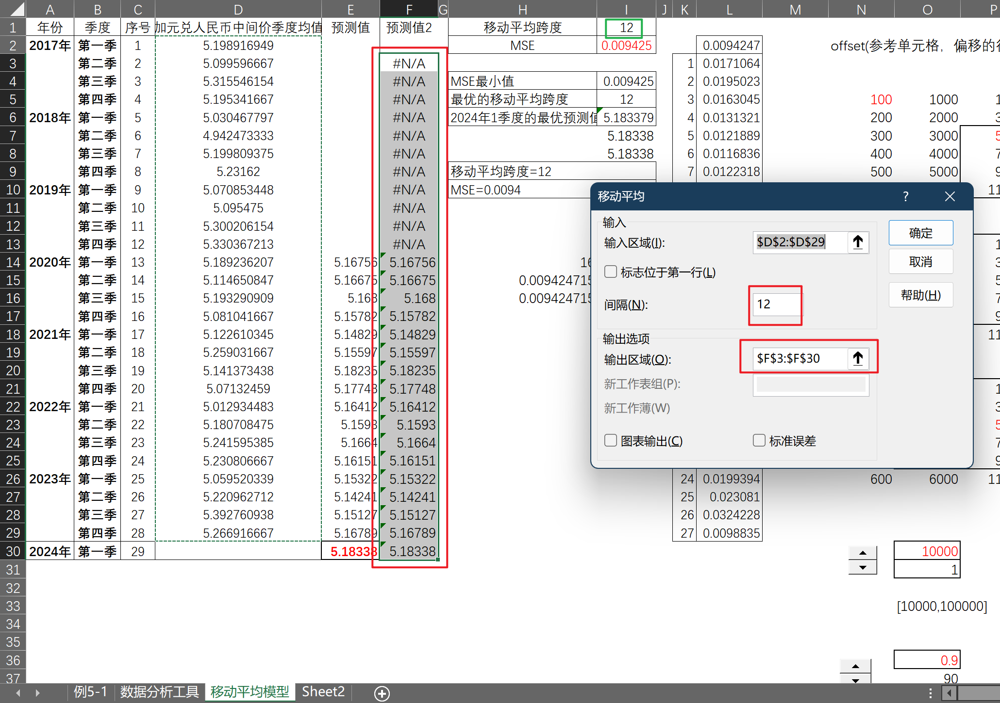 A B C D E F G H I J K L M N O P
1 年份 季度 序号 加元兑人民币中间价季度均值 预测值 预测值2 移动平均跨度 12
2 2017年 第一季 1 5.198916949 MSE 0.009425 0.0094247 offset(参考单元格，偏移的
3 第二季 2 5.099596667 #N/A 1 0.0171064
4 第三季 3 5.315546154 #N/A MSE最小值 0.009425 2 0.0195023
5 第四季 4 5.195341667 #N/A 最优的移动平均跨度 12 3 0.0163045 100 1000 1
6 2018年 第一季 5 5.030467797 #N/A 2024年1季度的最优预测值 5.183379 4 0.0131321 200 2000 3
7 第二季 6 4.942473333 #N/A 5.18338 5 0.0121889 300 3000 5
8 第三季 7 5.199809375 #N/A 5.18338 6 0.0116836 400 4000 7
9 第四季 8 5.23162 #N/A 移动平均跨度=12 7 0.0122318 500 5000 9
10 2019年 第一季 9 5.070853448 #N/A MSE=0.0094 11
11 第二季 10 5.095475 #N/A
12 第三季 11 5.300206154 #N/A
13 第四季 12 5.330367213 #N/A 1
14 2020年 第一季 13 5.189236207 5.16756 5.16756 16 3
15 第二季 14 5.114650847 5.16675 5.16675 0.009424715 5
16 第三季 15 5.193290909 5.168 5.168 0.009424715 7
17 第四季 16 5.081041667 5.15782 5.15782 9
18 2021年 第一季 17 5.122610345 5.14829 5.14829 11
19 第二季 18 5.259031667 5.15597 5.15597
20 第三季 19 5.141373438 5.18235 5.18235
21 第四季 20 5.07132459 5.17748 5.17748 1
22 2022年 第一季 21 5.012934483 5.16412 5.16412 3
23 第二季 22 5.180708475 5.1593 5.1593 5
24 第三季 23 5.241595385 5.1664 5.1664 7
25 第四季 24 5.230806667 5.16151 5.16151 9
26 2023年 第一季 25 5.059520339 5.15322 5.15322 24 0.0199394 600 6000 11
27 第二季 26 5.220962712 5.14241 5.14241 25 0.023081
28 第三季 27 5.392760938 5.15127 5.15127 26 0.0324228
29 第四季 28 5.266916667 5.16789 5.16789 27 0.0098835
30 2024年 第一季 29 5.18338 5.18338 10000
31 1
32
33 [10000,100000]
34
35
36 0.9
37 90
移动平均 ?
输入
输入区域(I): $D$2:$D$29
标志位于第一行(L)
间隔(N): 12
输出选项
输出区域(O): $F$3:$F$30
新工作表组(P):
新工作薄(W)
图表输出(C) 标准误差
确定
取消
帮助(H)
例5-1 数据分析工具 移动平均模型 Sheet2